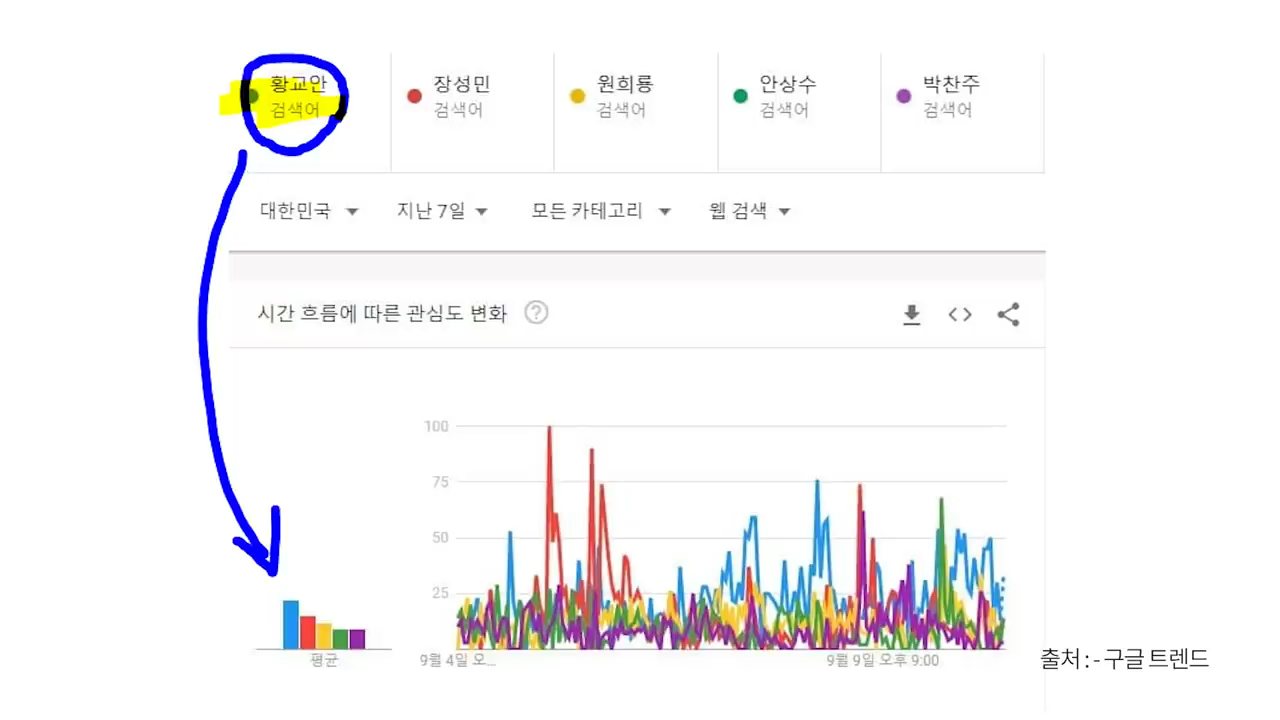 황교안 장성민 원희룡 안상수 박찬주
검색어 검색어 검색어 검색어 검색어
대한민국 지난 7일 모든 카테고리 웹 검색
시간 흐름에 따른 관심도 변화 ?
100
75
50
25
평균 9월 4일 오... 9월 9일 오후 9:00
출처 : - 구글 트렌드